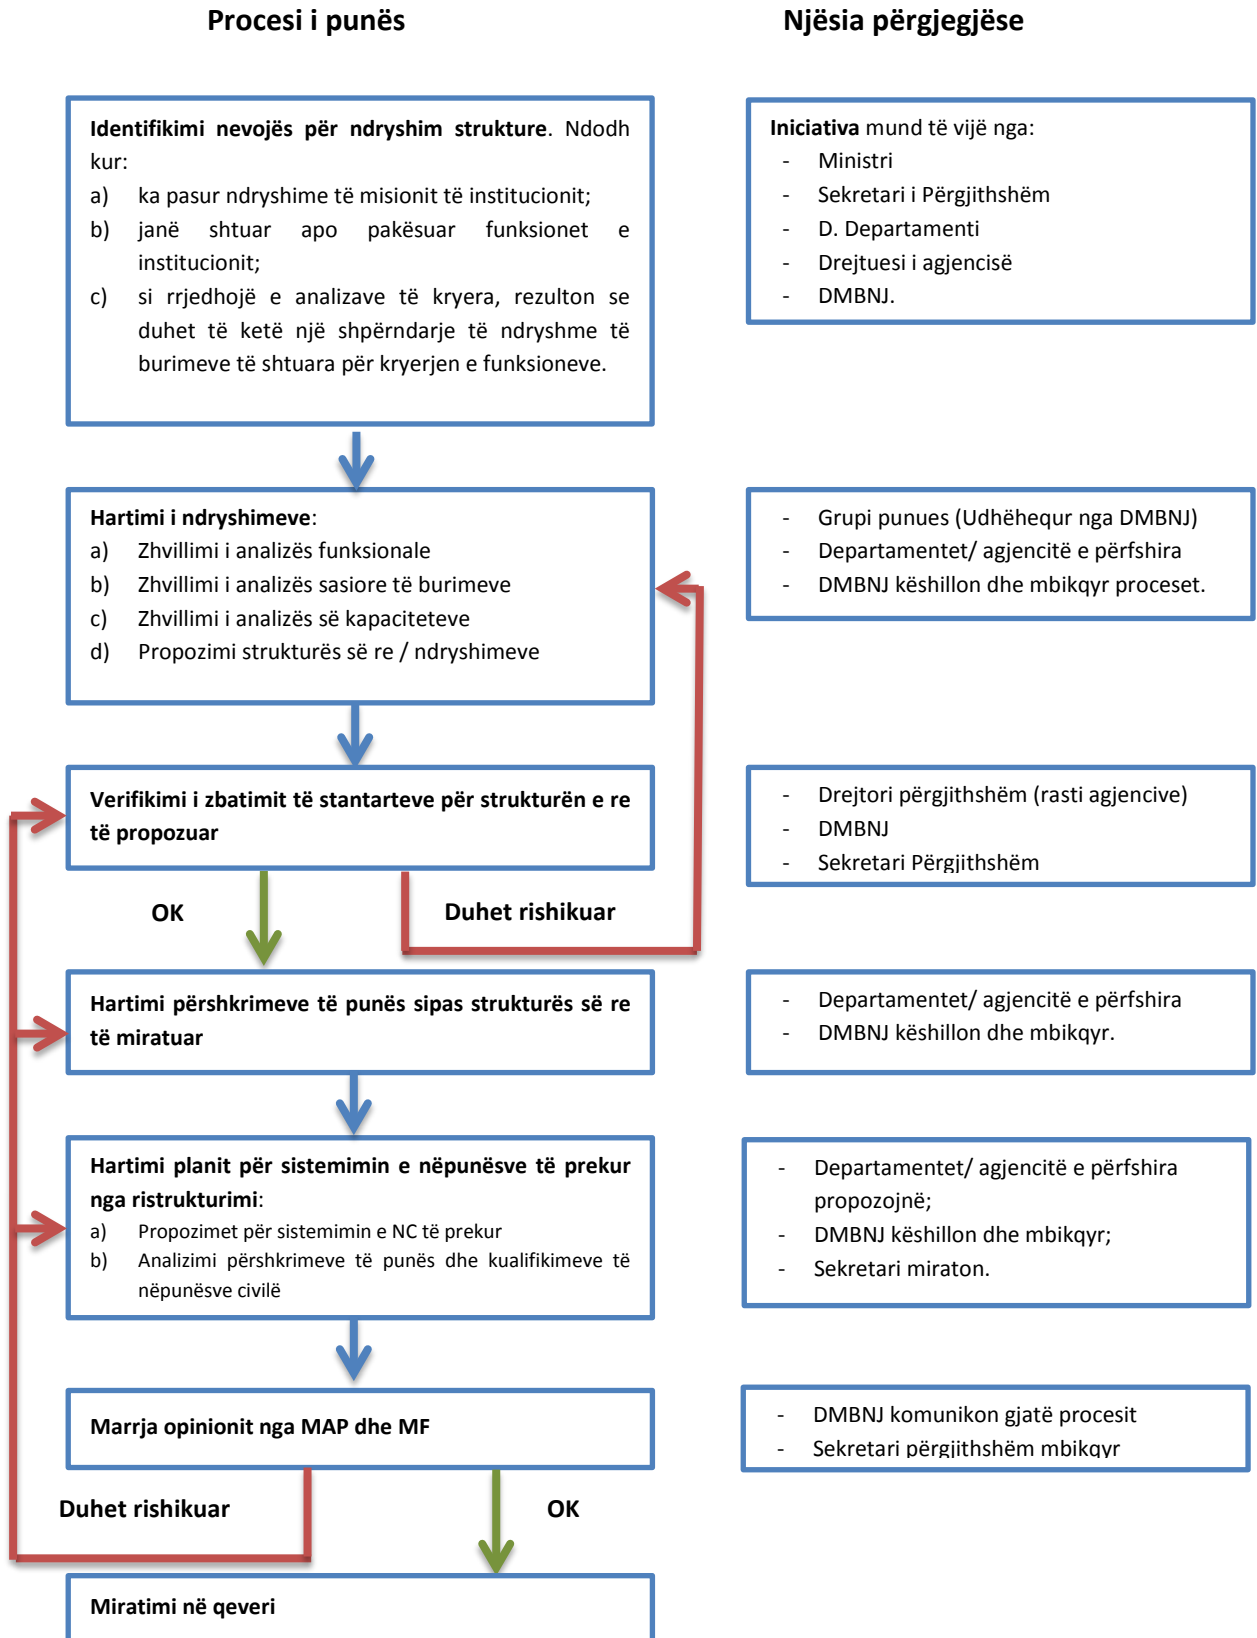 Procesi i punës
Njësia përgjegjëse
Identifikimi nevojës për ndryshim strukture. Ndodh
kur:
a) ka pasur ndryshime të misionit të institucionit;
b) janë shtuar apo pakësuar funksionet e
institucionit;
c) si rrjedhojë e analizave të kryera, rezulton se
duhet të ketë një shpërndarje të ndryshme të
burimeve të shtuara për kryerjen e funksioneve.
Iniciativa mund të vijë nga:
- Ministri
- Sekretari i Përgjithshëm
- D. Departamenti
- Drejtuesi i agjencisë
- DMBNJ.
Hartimi i ndryshimeve:
a) Zhvillimi i analizës funksionale
b) Zhvillimi i analizës sasiore të burimeve
c) Zhvillimi i analizës së kapaciteteve
d) Propozimi strukturës së re / ndryshimeve
- Grupi punues (Udhëhequr nga DMBNJ)
- Departamentet/ agjencitë e përfshira
- DMBNJ këshillon dhe mbikqyr proceset.
Verifikimi i zbatimit të stantarteve për strukturën e re
të propozuar
- Drejtori përgjithshëm (rasti agjencive)
- DMBNJ
- Sekretari Përgjithshëm
OK
Duhet rishikuar
Hartimi përshkrimeve të punës sipas strukturës së re
të miratuar
- Departamentet/ agjencitë e përfshira
- DMBNJ këshillon dhe mbikqyr.
Hartimi planit për sistemimin e nëpunësve të prekur
nga ristrukturimi:
a) Propozimet për sistemimin e NC të prekur
b) Analizimi përshkrimeve të punës dhe kualifikimeve të
nëpunësve civilë
- Departamentet/ agjencitë e përfshira
propozojnë;
- DMBNJ këshillon dhe mbikqyr;
- Sekretari miraton.
Marrja opinionit nga MAP dhe MF
- DMBNJ komunikon gjatë procesit
- Sekretari përgjithshëm mbikqyr
Duhet rishikuar
OK
Miratimi në qeveri